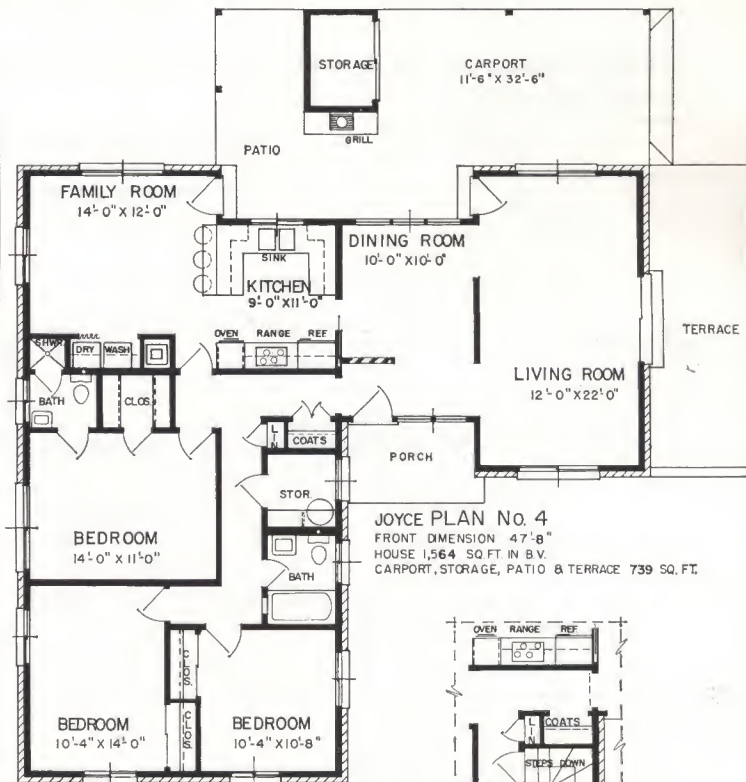 STORAGE
CARPORT
11'-6" X 32'-6"
GRILL
PATIO
FAMILY ROOM
14'-0" X 12'-0"
SINK
KITCHEN
9'-0" X 11'-0"
DINING ROOM
10'-0" X 10'-0"
TERRACE
OVEN RANGE REF
SHWR.
DRY WASH
BATH
CLOS.
LIVING ROOM
12'-0" X 22'-0"
LIN
COATS
PORCH
STOR.
BEDROOM
14'-0" X 11'-0"
BATH
JOYCE PLAN No. 4
FRONT DIMENSION 47'-8"
HOUSE 1,564 SQ.FT. IN B.V.
CARPORT, STORAGE, PATIO & TERRACE 739 SQ. FT.
CLOS.
CLOS.
BEDROOM
10'-4" X 14'-0"
BEDROOM
10'-4" X 10'-8"
OVEN RANGE REF.
LIN
COATS
STEPS DOWN